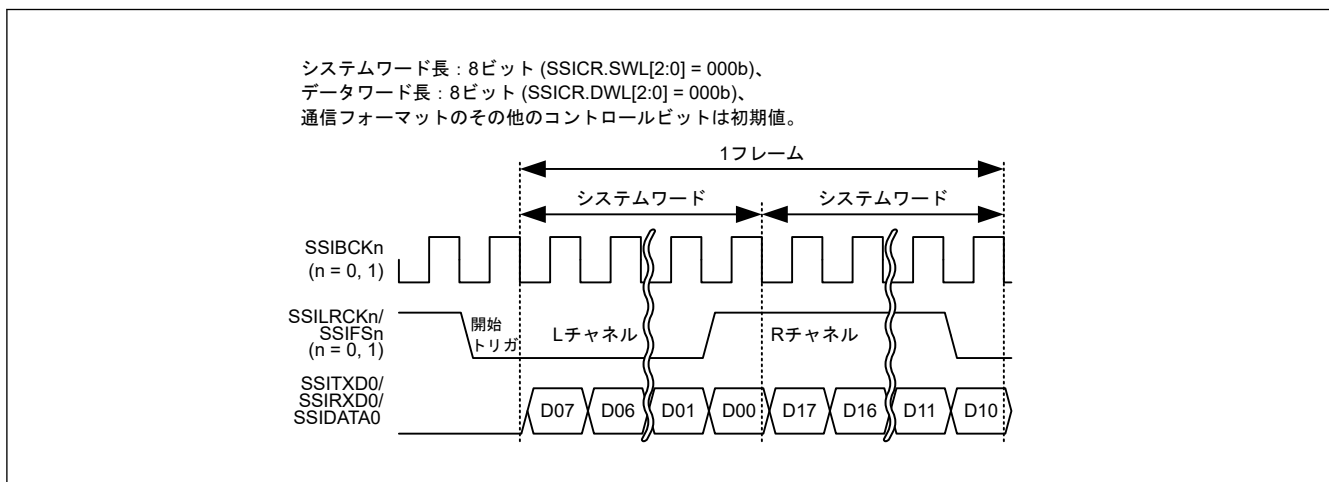 システムワード長：8ビット (SSICR.SWL[2:0] = 000b)、
データワード長：8ビット (SSICR.DWL[2:0] = 000b)、
通信フォーマットのその他のコントロールビットは初期値。
1フレーム
システムワード
システムワード
SSIBCKn
(n = 0, 1)
SSILRCKn/
SSIFSn
(n = 0, 1)
開始
トリガ
Lチャネル
Rチャネル
SSITXD0/
SSIRXD0/
SSIDATA0
D07 D06 D01 D00 D17 D16 D11 D10